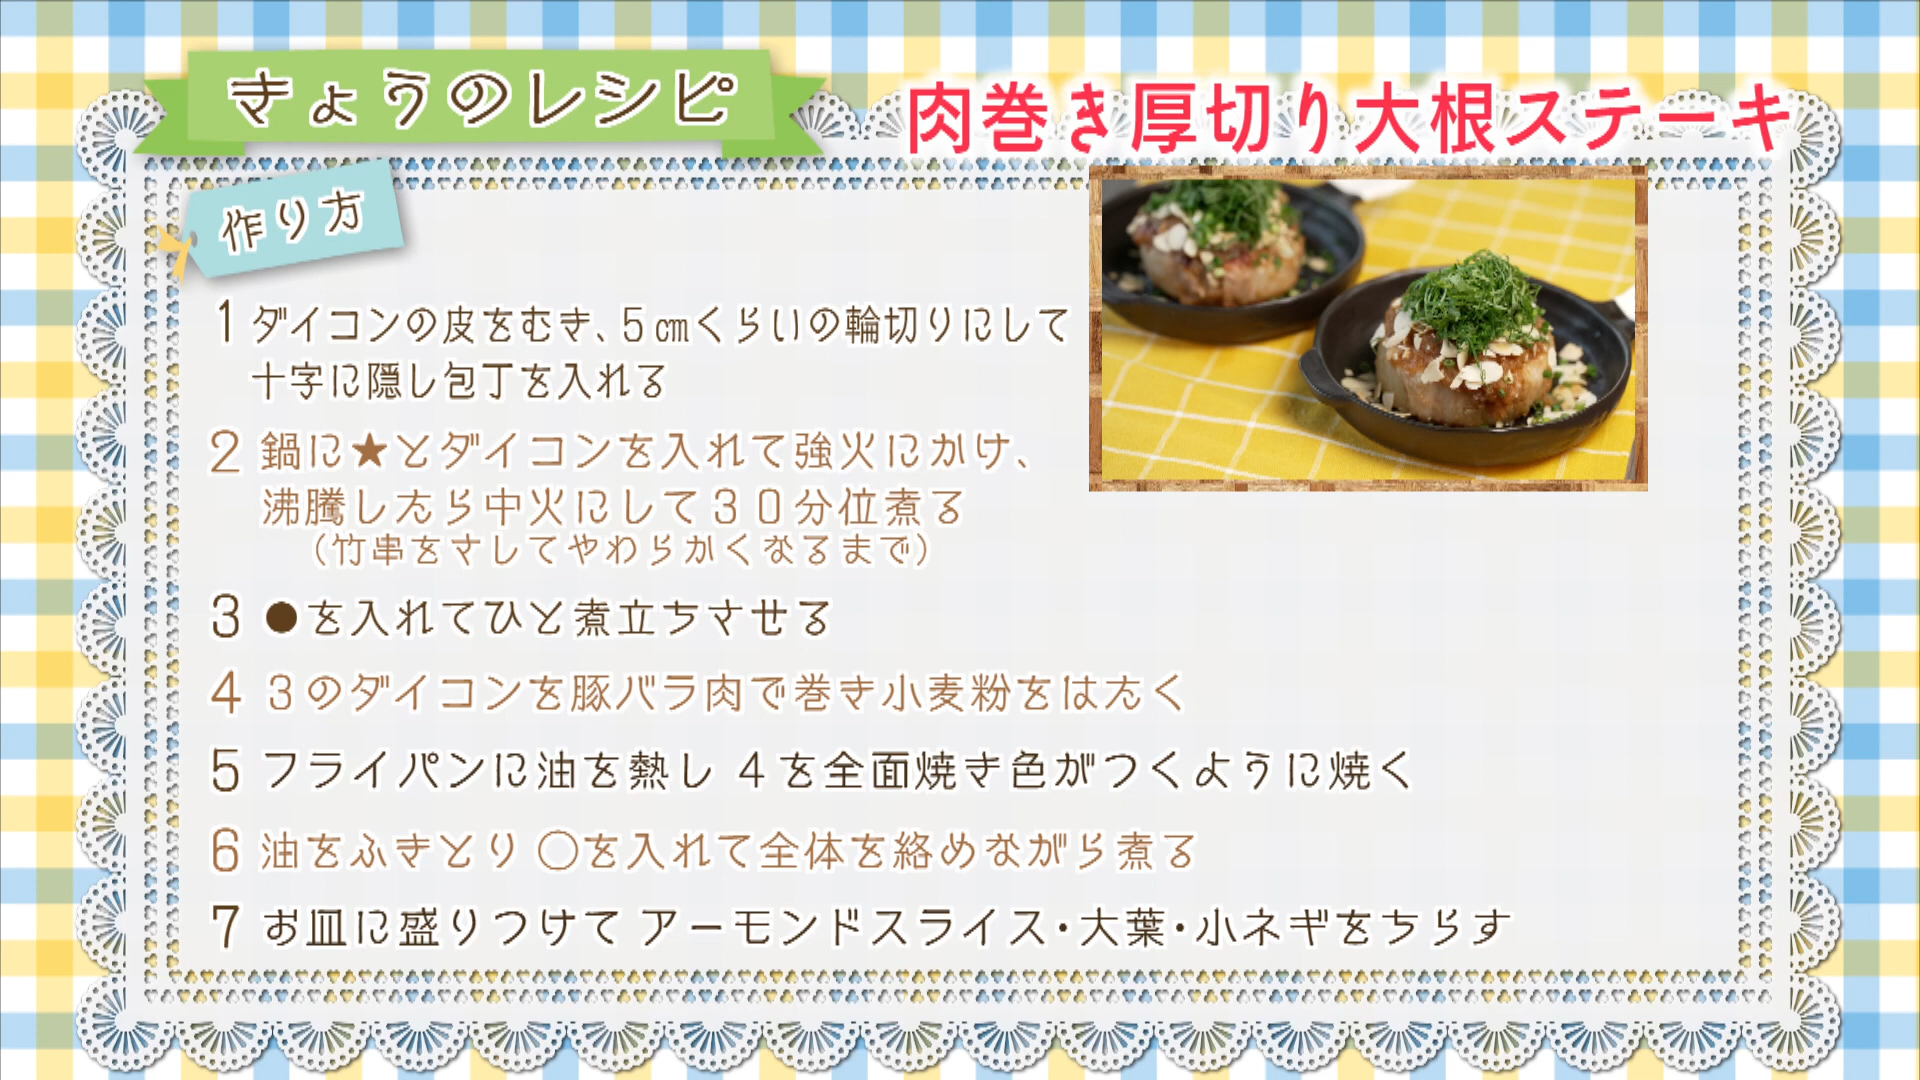 きょうのレシピ
肉巻き厚切り大根ステーキ
作り方
1 ダイコンの皮をむき、5㎝くらいの輪切りにして
十字に隠し包丁を入れる
2 鍋に★とダイコンを入れて強火にかけ、
沸騰したら中火にして30分位煮る
(竹串をさしてやわらかくなるまで)
3 ●を入れてひと煮立ちさせる
4 3のダイコンを豚バラ肉で巻き小麦粉をはたく
5 フライパンに油を熱し 4を全面焼き色がつくように焼く
6 油をふきとり ○を入れて全体を絡めながら煮る
7 お皿に盛りつけて アーモンドスライス・大葉・小ネギをちらす